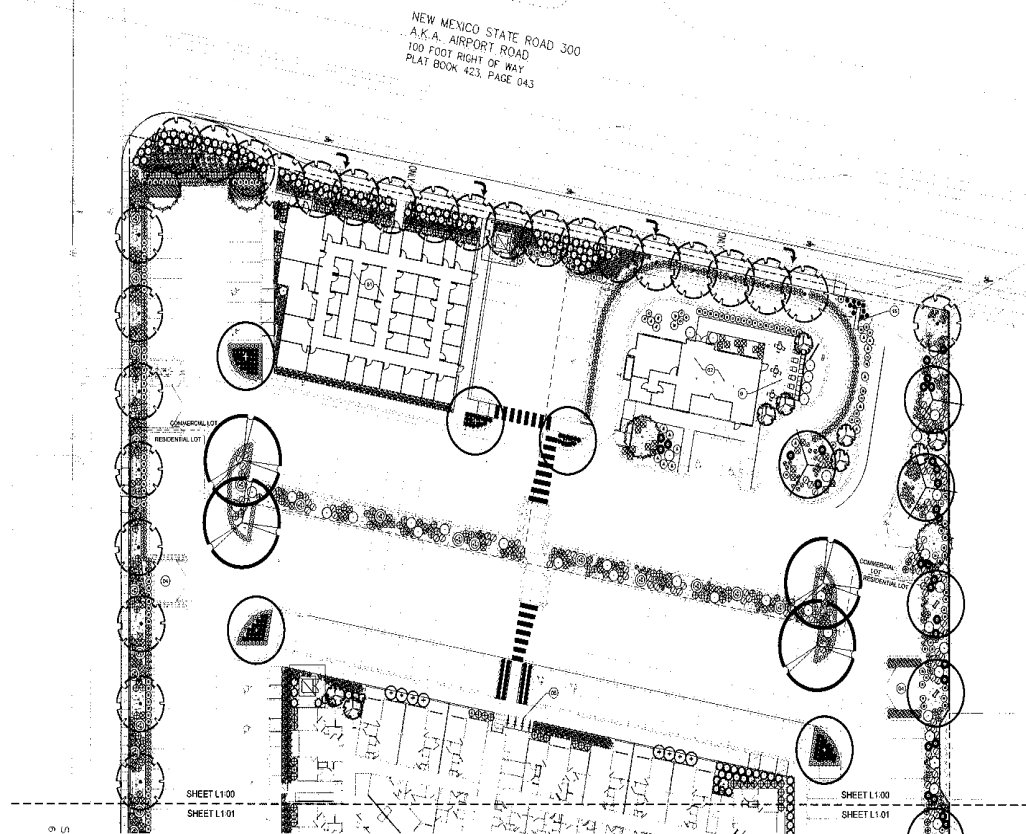 NEW MEXICO STATE ROAD 300
A.K.A. AIRPORT ROAD
100 FOOT RIGHT OF WAY
PLAT BOOK 423, PAGE 043
ONLY
COMMERCIAL LOT
RESIDENTIAL LOT
COMMERCIAL
LOT
RESIDENTIAL LOT
SHEET L1.00
SHEET L1.01
SHEET L1.00
SHEET L1.01